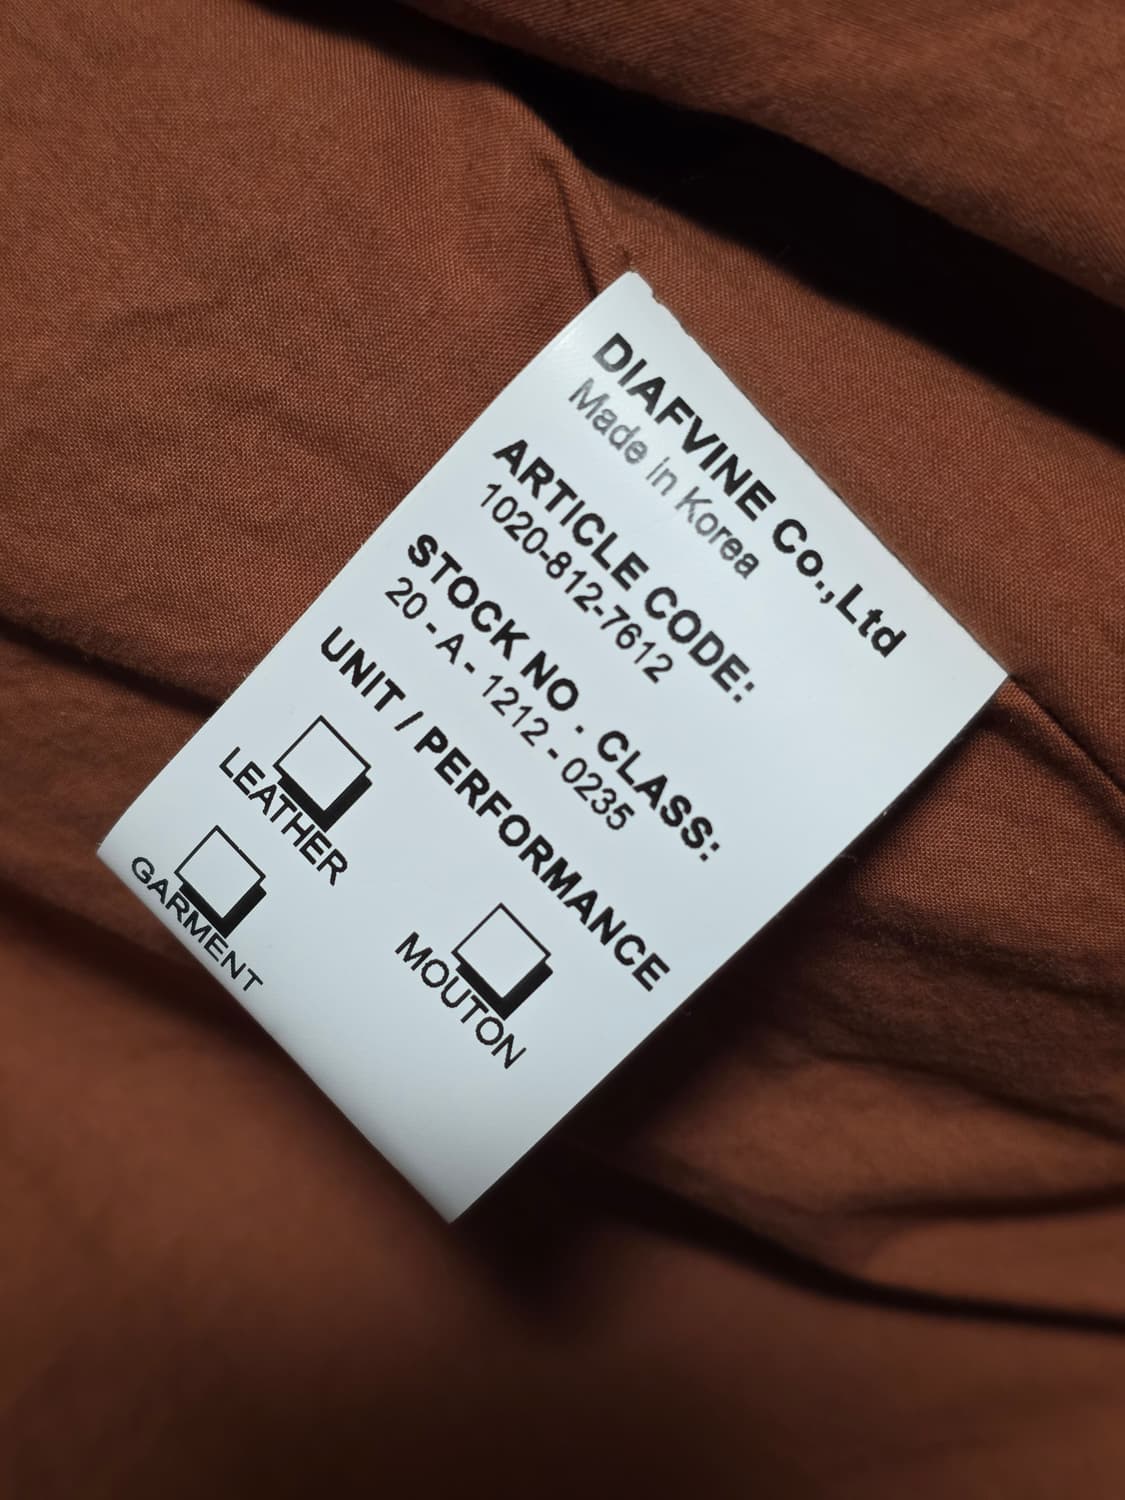 DIAFVINE Co.,Ltd
Made in Korea
ARTICLE CODE:
1020-812-7612
STOCK NO · CLASS:
20 - A - 1212 - 0235
UNIT / PERFORMANCE
LEATHER
MOUTON
GARMENT